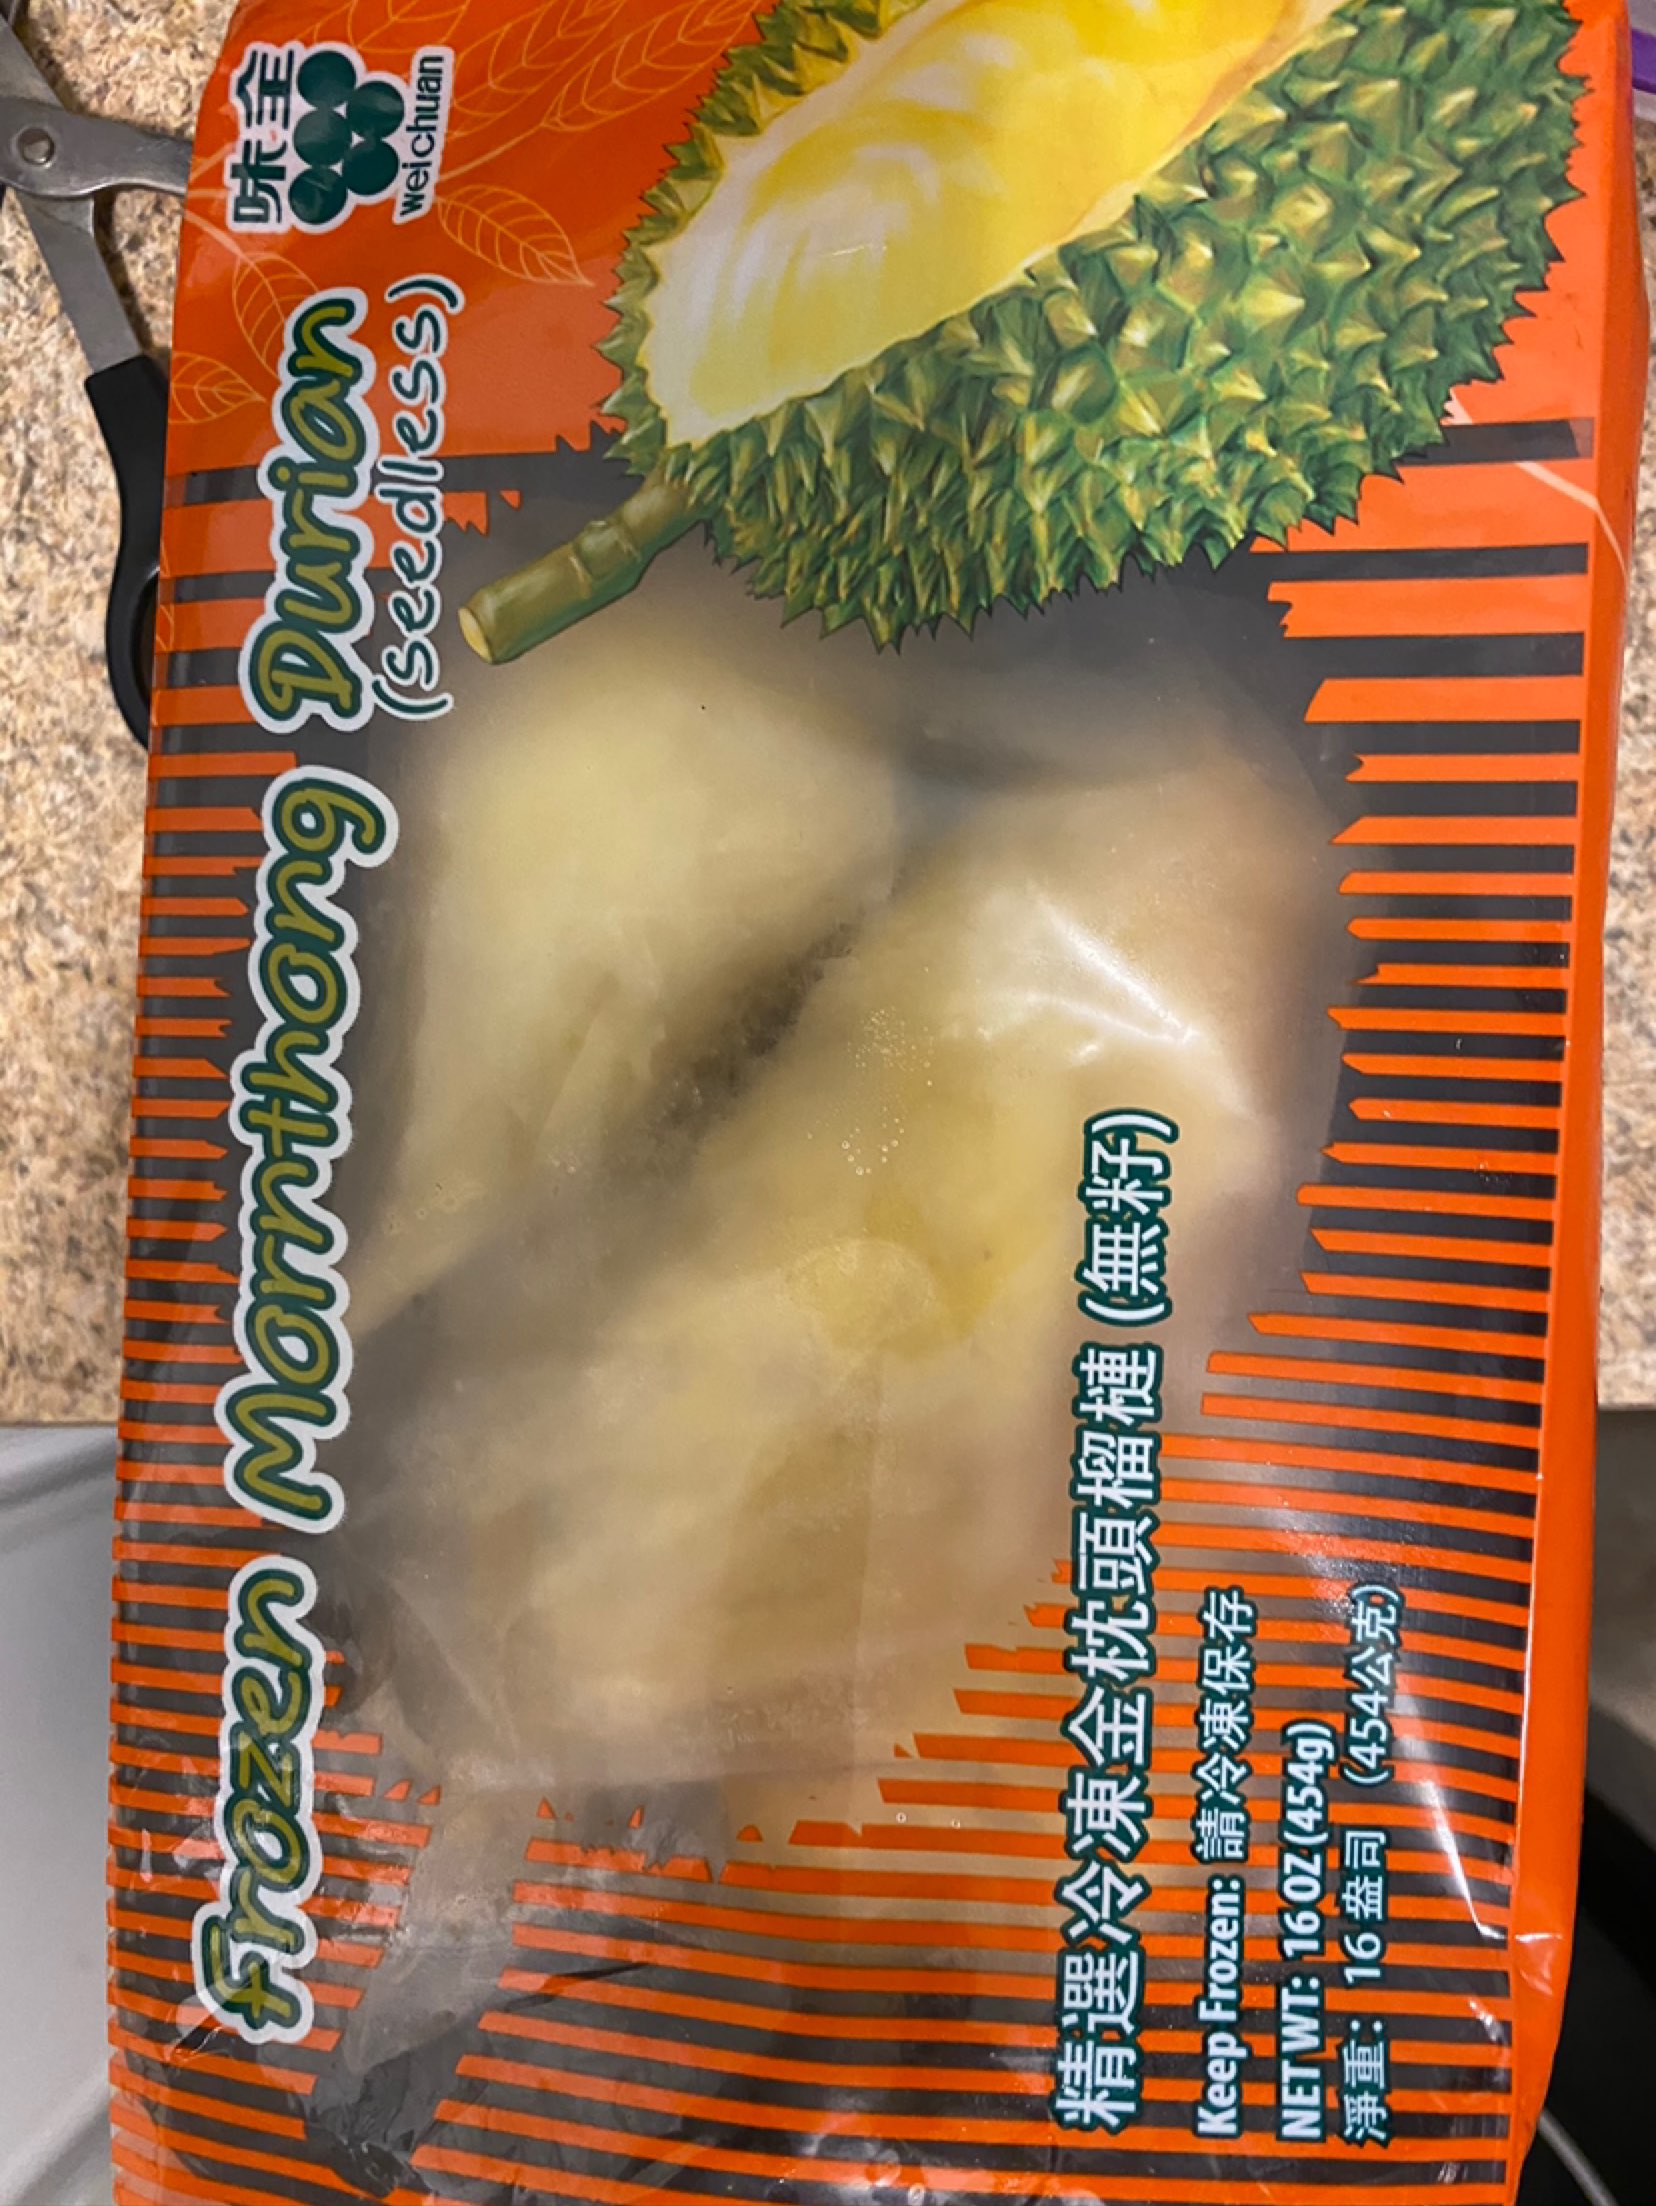 味全
weichuan
Frozen Mornthong Durian
(seedless)
精選冷凍金枕頭榴槤 (無籽)
Keep Frozen: 請冷凍保存
NET WT: 16 OZ (454g)
淨重: 16 盎司 (454公克)